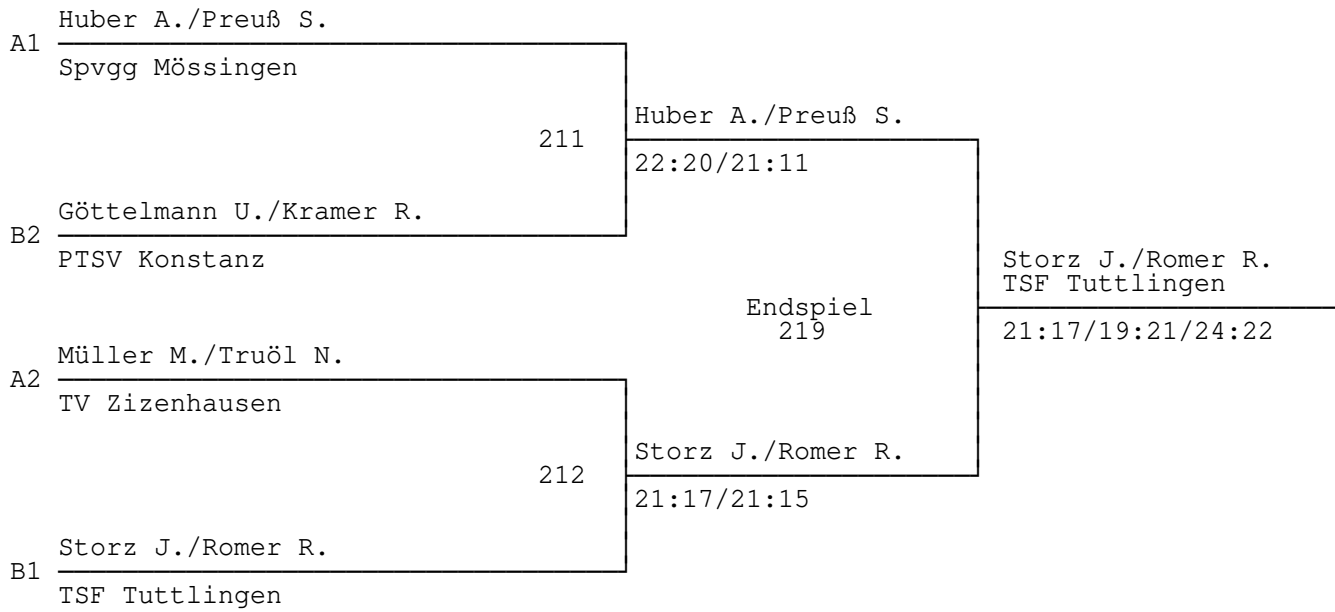 Huber A./Preuß S.
A1
Spvgg Mössingen
Huber A./Preuß S.
211
22:20/21:11
Göttelmann U./Kramer R.
B2
PTSV Konstanz
Storz J./Romer R.
TSF Tuttlingen
Endspiel
219
21:17/19:21/24:22
Müller M./Truöl N.
A2
TV Zizenhausen
Storz J./Romer R.
212
21:17/21:15
Storz J./Romer R.
B1
TSF Tuttlingen